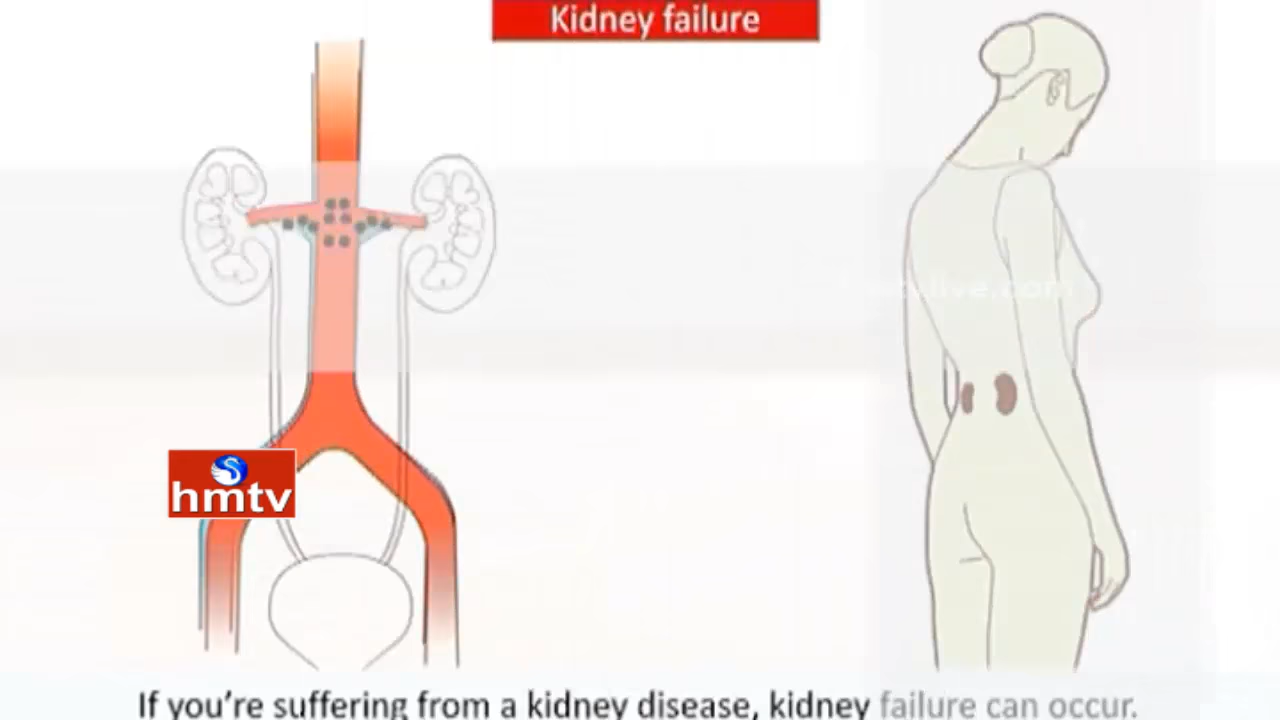 Kidney failure
hmtv
If you're suffering from a kidney disease, kidney failure can occur.